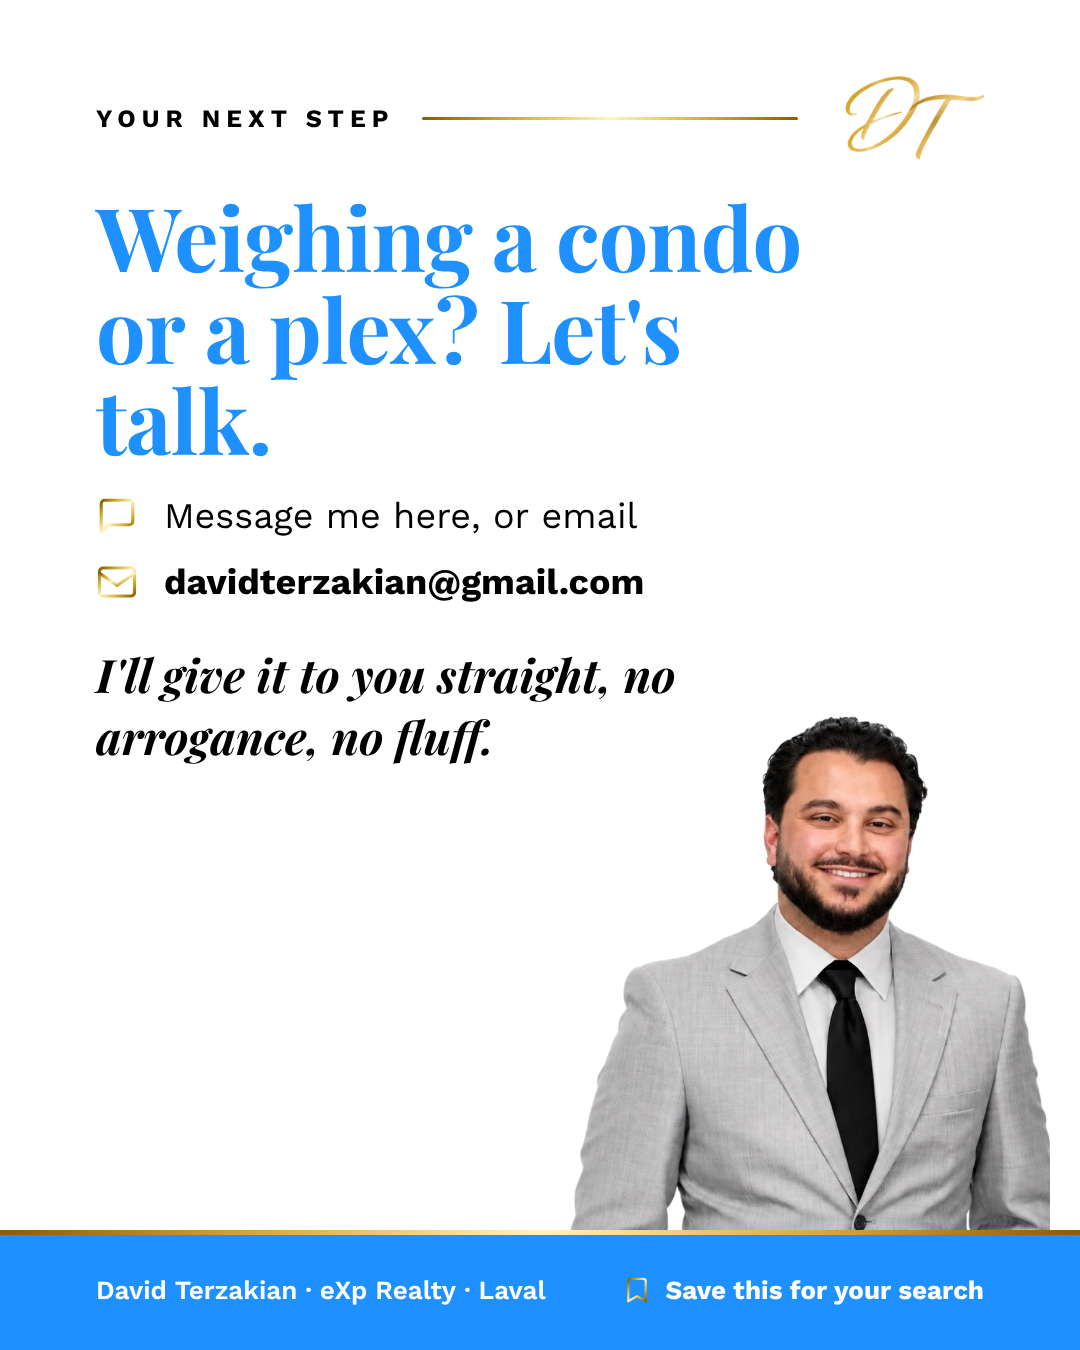 YOUR NEXT STEP
DT
Weighing a condo
or a plex? Let's
talk.
Message me here, or email
davidterzakian@gmail.com
I'll give it to you straight, no
arrogance, no fluff.
David Terzakian · eXp Realty · Laval
Save this for your search